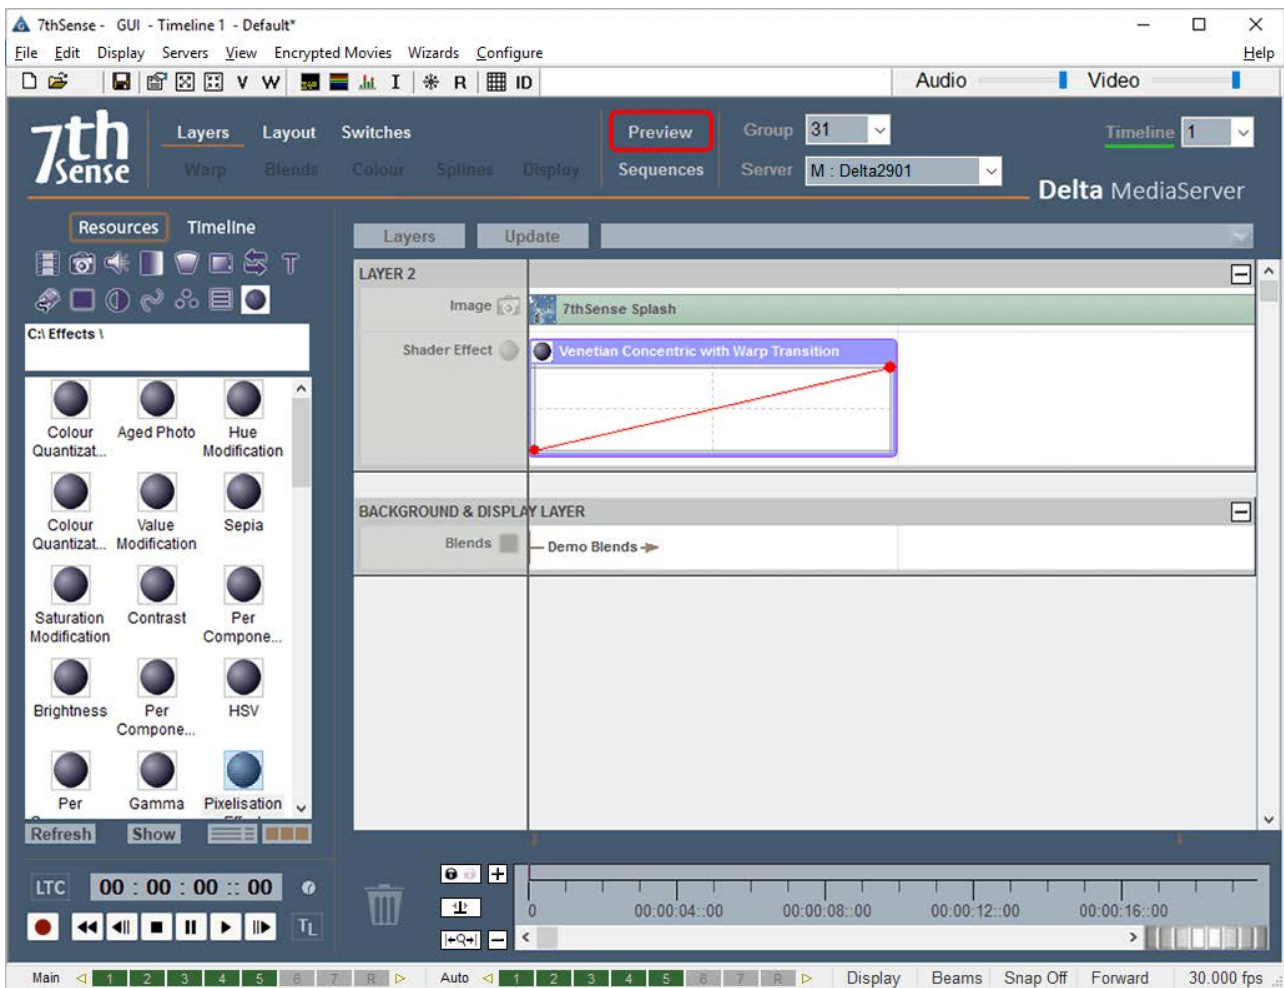 7thSense - GUI - Timeline 1 - Default*
File Edit Display Servers View Encrypted Movies Wizards Configure Help
V W I R ID Audio Video
7th Sense
Layers Layout Switches Preview Group 31 Timeline 1
Warp Blends Colour Splines Display Sequences Server M : Delta2901
Delta MediaServer
Resources Timeline
Layers Update
T
C:\ Effects \
LAYER 2
Image 7thSense Splash
Shader Effect Venetian Concentric with Warp Transition
Colour Quantizat...
Aged Photo
Hue Modification
Colour Quantizat...
Value Modification
Sepia
Saturation Modification
Contrast
Per Compone...
Brightness
Per Compone...
HSV
Per
Gamma
Pixelisation
BACKGROUND & DISPLAY LAYER
Blends Demo Blends
Refresh Show
LTC 00 : 00 : 00 :: 00
TL
0 00:00:04::00 00:00:08::00 00:00:12::00 00:00:16::00
Main 1 2 3 4 5 6 7 R Auto 1 2 3 4 5 6 7 R Display Beams Snap Off Forward 30.000 fps